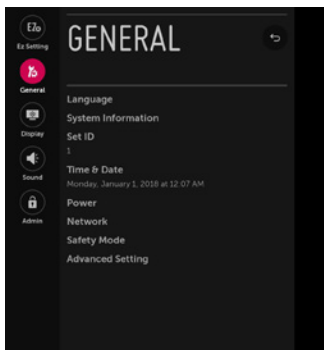 EZo
Ez Setting
General
Display
Sound
Admin
GENERAL
Language
System Information
Set ID
1
Time & Date
Monday, January 1, 2018 at 12:07 AM
Power
Network
Safety Mode
Advanced Setting